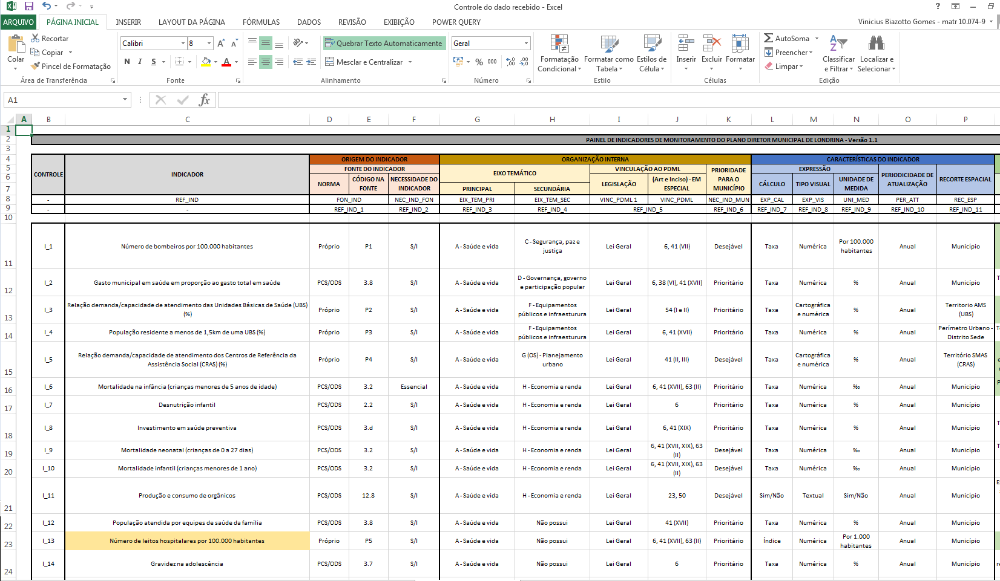 Controle do dado recebido - Excel
ARQUIVO PÁGINA INICIAL INSERIR LAYOUT DA PÁGINA FÓRMULAS DADOS REVISÃO EXIBIÇÃO POWER QUERY Vinicius Biazotto Gomes - matr 10.074-9
Colar
Recortar
Copiar
Pincel de Formatação
Área de Transferência
Calibri 8
N I S
Fonte
Quebrar Texto Automaticamente
Mesclar e Centralizar
Alinhamento
Geral
% 000
Número
Formatação Condicional
Formatar como Tabela
Estilos de Célula
Estilo
Inserir Excluir Formatar
Células
AutoSoma
Preencher
Limpar
Classificar e Filtrar
Localizar e Selecionar
Edição
A1 fx
A B C D E F G H I J K L M N O P
1
2 PAINEL DE INDICADORES DE MONITORAMENTO DO PLANO DIRETOR MUNICIPAL DE LONDRINA - Versão 1.1
3
4 CONTROLE INDICADOR ORIGEM DO INDICADOR ORGANIZAÇÃO INTERNA CARACTERÍSTICAS DO INDICADOR
5 FONTE DO INDICADOR EIXO TEMÁTICO VINCULAÇÃO AO PDML PRIORIDADE PARA O MUNICÍPIO EXPRESSÃO PERIODICIDADE DE ATUALIZAÇÃO RECORTE ESPACIAL
6 NORMA CÓDIGO NA FONTE NECESSIDADE DO INDICADOR LEGISLAÇÃO (Art e Inciso) - EM ESPECIAL CÁLCULO TIPO VISUAL UNIDADE DE MEDIDA
7 PRINCIPAL SECUNDÁRIA
8 - REF_IND FON_IND NEC_IND_FON EIX_TEM_PRI EIX_TEM_SEC VINC_PDML 1 VINC_PDML NEC_IND_MUN EXP_CAL EXP_VIS UNI_MED PER_ATT REC_ESP
9 - - REF_IND_1 REF_IND_2 REF_IND_3 REF_IND_4 REF_IND_5 REF_IND_6 REF_IND_7 REF_IND_8 REF_IND_9 REF_IND_10 REF_IND_11
10
11 I_1 Número de bombeiros por 100.000 habitantes Próprio P1 S/I A - Saúde e vida C - Segurança, paz e justiça Lei Geral 6, 41 (VII) Desejável Taxa Numérica Por 100.000 habitantes Anual Município
12 I_2 Gasto municipal em saúde em proporção ao gasto total em saúde PCS/ODS 3.8 S/I A - Saúde e vida D - Governança, governo e participação popular Lei Geral 6, 38 (VI), 41 (XVII) Prioritário Taxa Numérica % Anual Município
13 I_3 Relação demanda/capacidade de atendimento das Unidades Básicas de Saúde (UBS) (%) Próprio P2 S/I A - Saúde e vida F - Equipamentos públicos e infraesturura Lei Geral 54 (I e II) Prioritário Taxa Cartográfica e numérica % Anual Territorio AMS (UBS)
14 I_4 População residente a menos de 1,5km de uma UBS (%) Próprio P3 S/I A - Saúde e vida F - Equipamentos públicos e infraesturura Lei Geral 6, 41 (XVII) Prioritário Taxa Numérica % Anual Perímetro Urbano - Distrito Sede
15 I_5 Relação demanda/capacidade de atendimento dos Centros de Referência da Assistência Social (CRAS) (%) Próprio P4 S/I A - Saúde e vida G (OS) - Planejamento urbano Lei Geral 41 (II, III) Desejável Taxa Cartográfica e numérica % Anual Território SMAS (CRAS)
16 I_6 Mortalidade na infância (crianças menores de 5 anos de idade) PCS/ODS 3.2 Essencial A - Saúde e vida H - Economia e renda Lei Geral 6, 41 (XVII), 63 (II) Prioritário Taxa Numérica ‰ Anual Município
17 I_7 Desnutrição infantil PCS/ODS 2.2 S/I A - Saúde e vida H - Economia e renda Lei Geral 6 Prioritário Taxa Numérica % Anual Município
18 I_8 Investimento em saúde preventiva PCS/ODS 3.d S/I A - Saúde e vida H - Economia e renda Lei Geral 6, 41 (XIX) Prioritário Taxa Numérica % Anual Município
19 I_9 Mortalidade neonatal (crianças de 0 a 27 dias) PCS/ODS 3.2 S/I A - Saúde e vida H - Economia e renda Lei Geral 6, 41 (XVII, XIX), 63 (II) Desejável Taxa Numérica ‰ Anual Município
20 I_10 Mortalidade infantil (crianças menores de 1 ano) PCS/ODS 3.2 S/I A - Saúde e vida H - Economia e renda Lei Geral 6, 41 (XVII, XIX), 63 (II) Desejável Taxa Numérica ‰ Anual Município
21 I_11 Produção e consumo de orgânicos PCS/ODS 12.8 S/I A - Saúde e vida H - Economia e renda Lei Geral 23, 50 Desejável Sim/Não Textual Sim/Não Anual Município
22 I_12 População atendida por equipes de saúde da família PCS/ODS 3.8 S/I A - Saúde e vida Não possui Lei Geral 41 (XVII) Prioritário Taxa Numérica % Anual Município
23 I_13 Número de leitos hospitalares por 100.000 habitantes Próprio P5 S/I A - Saúde e vida Não possui Lei Geral 6, 41 (XVII), 63 (II) Prioritário Índice Numérica Por 1.000 habitantes Anual Município
24 I_14 Gravidez na adolescência PCS/ODS 3.7 S/I A - Saúde e vida Não possui Lei Geral 6 Prioritário Taxa Numérica % Anual Município